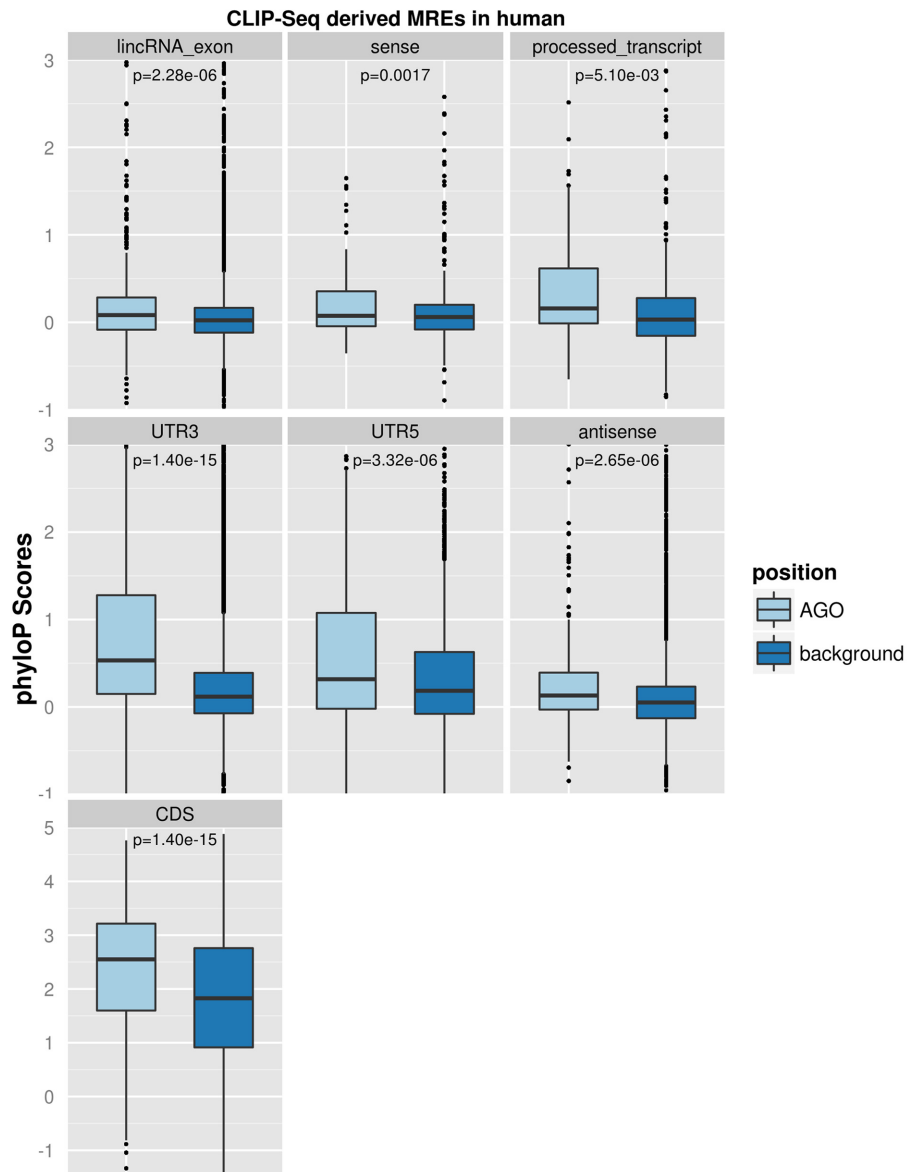 CLIP-Seq derived MREs in human
lincRNA_exon sense processed_transcript
p=2.28e-06 p=0.0017 p=5.10e-03
3
2
1
0
-1
UTR3 UTR5 antisense
p=1.40e-15 p=3.32e-06 p=2.65e-06
3
2
1
0
-1
phyloP Scores
position
AGO
background
CDS
p=1.40e-15
5
4
3
2
1
0
-1